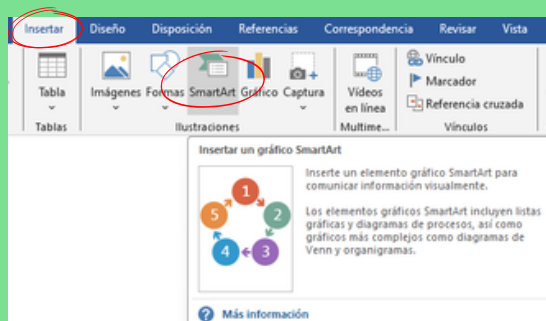 Insertar Diseño Disposición Referencias Correspondencia Revisar Vista
Tabla
Imágenes Formas SmartArt Gráfico Captura
Vídeos
en línea
Vínculo
Marcador
Referencia cruzada
Tablas Ilustraciones Multime... Vínculos
Insertar un gráfico SmartArt
1
2
3
4
5
Inserte un elemento gráfico SmartArt para
comunicar información visualmente.
Los elementos gráficos SmartArt incluyen listas
gráficas y diagramas de procesos, así como
gráficos más complejos como diagramas de
Venn y organigramas.
? Más información